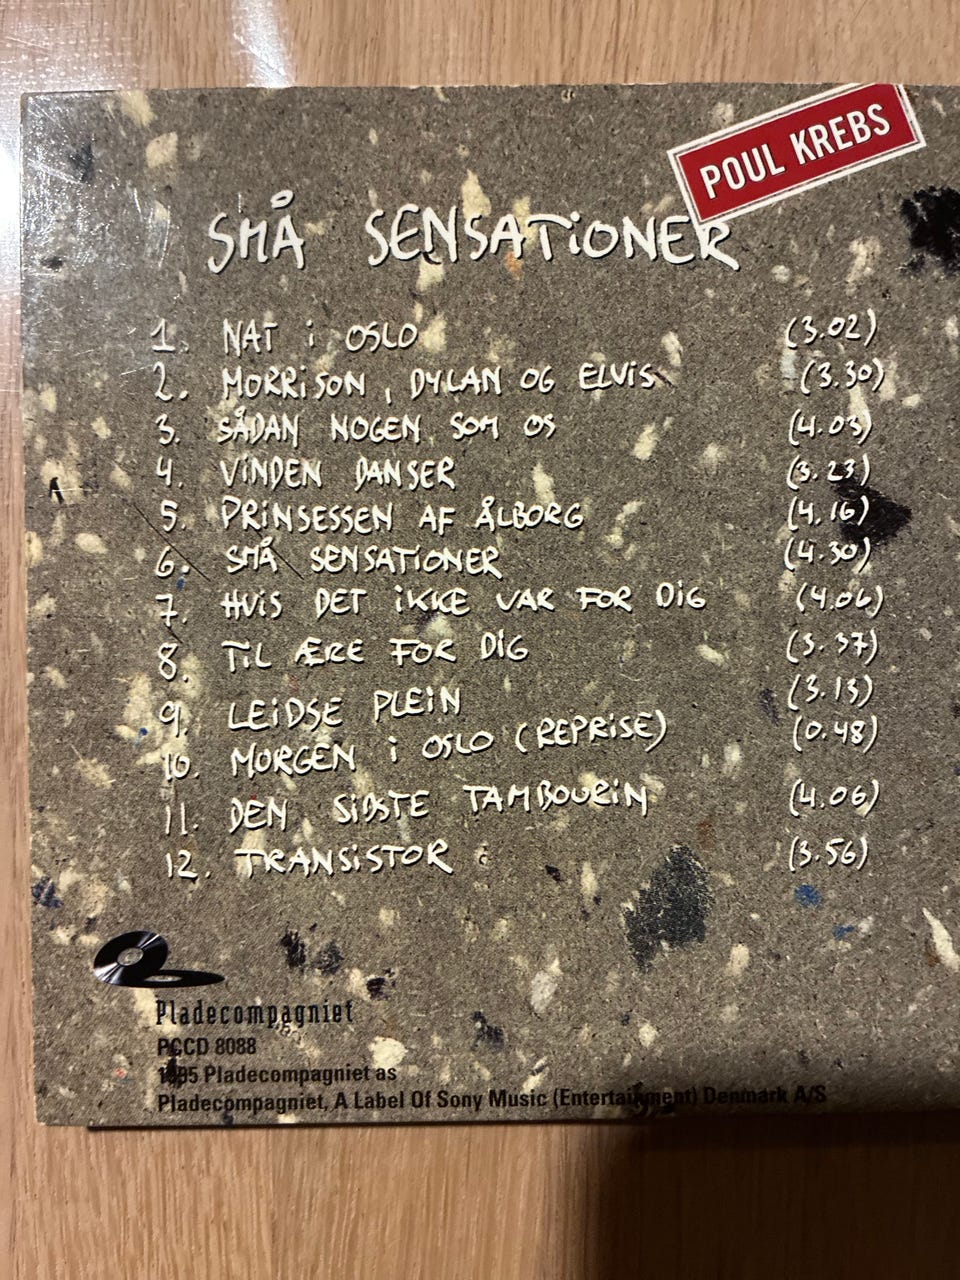 POUL KREBS
SMÅ SENSATIONER
1. NAT i OSLO (3.02)
2. MORRiSON, DYLAN OG ELViS (3.30)
3. SÅDAN NOGEN SOM OS (4.03)
4. ViNDEN DANSER (3.23)
5. PRiNSESSEN AF ÅLBORG (4.16)
6. SMÅ SENSATIONER (4.30)
7. HViS DET iKKE VAR FOR DiG (4.06)
8. TiL ÆRE FOR DiG (3.37)
9. LEiDSE PLEiN (3.13)
10. MORGEN i OSLO (REPRiSE) (0.48)
11. DEN SiDSTE TAMBOURiN (4.06)
12. TRANSiSTOR (3.56)
Pladecompagniet
PCCD 8088
1995 Pladecompagniet as
Pladecompagniet, A Label Of Sony Music (Entertainment) Denmark A/S